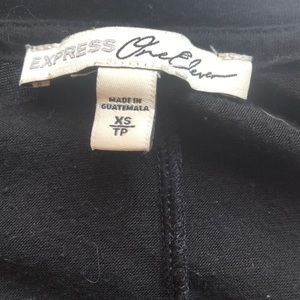 EXPRESS One Eleven
MADE IN
GUATEMALA
XS
TP